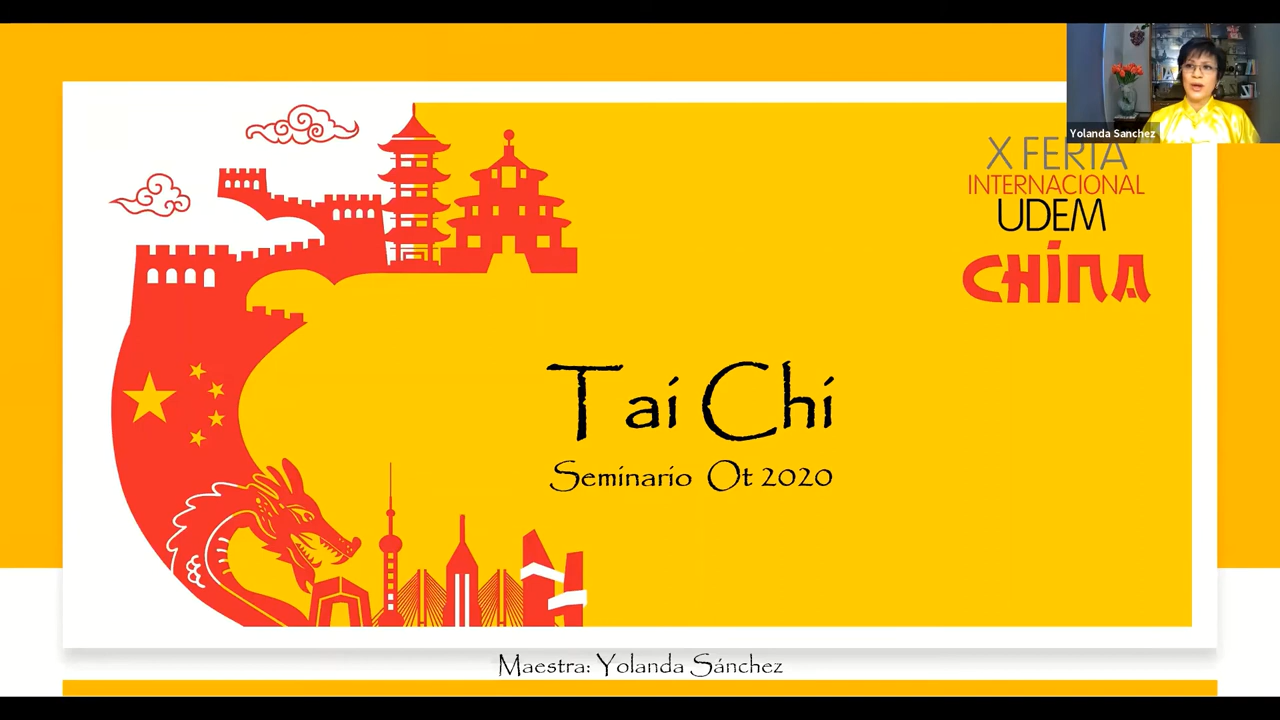 Yolanda Sanchez
X FERIA
INTERNACIONAL
UDEM
CHINA
Tai Chi
Seminario Ot 2020
Maestra: Yolanda Sánchez